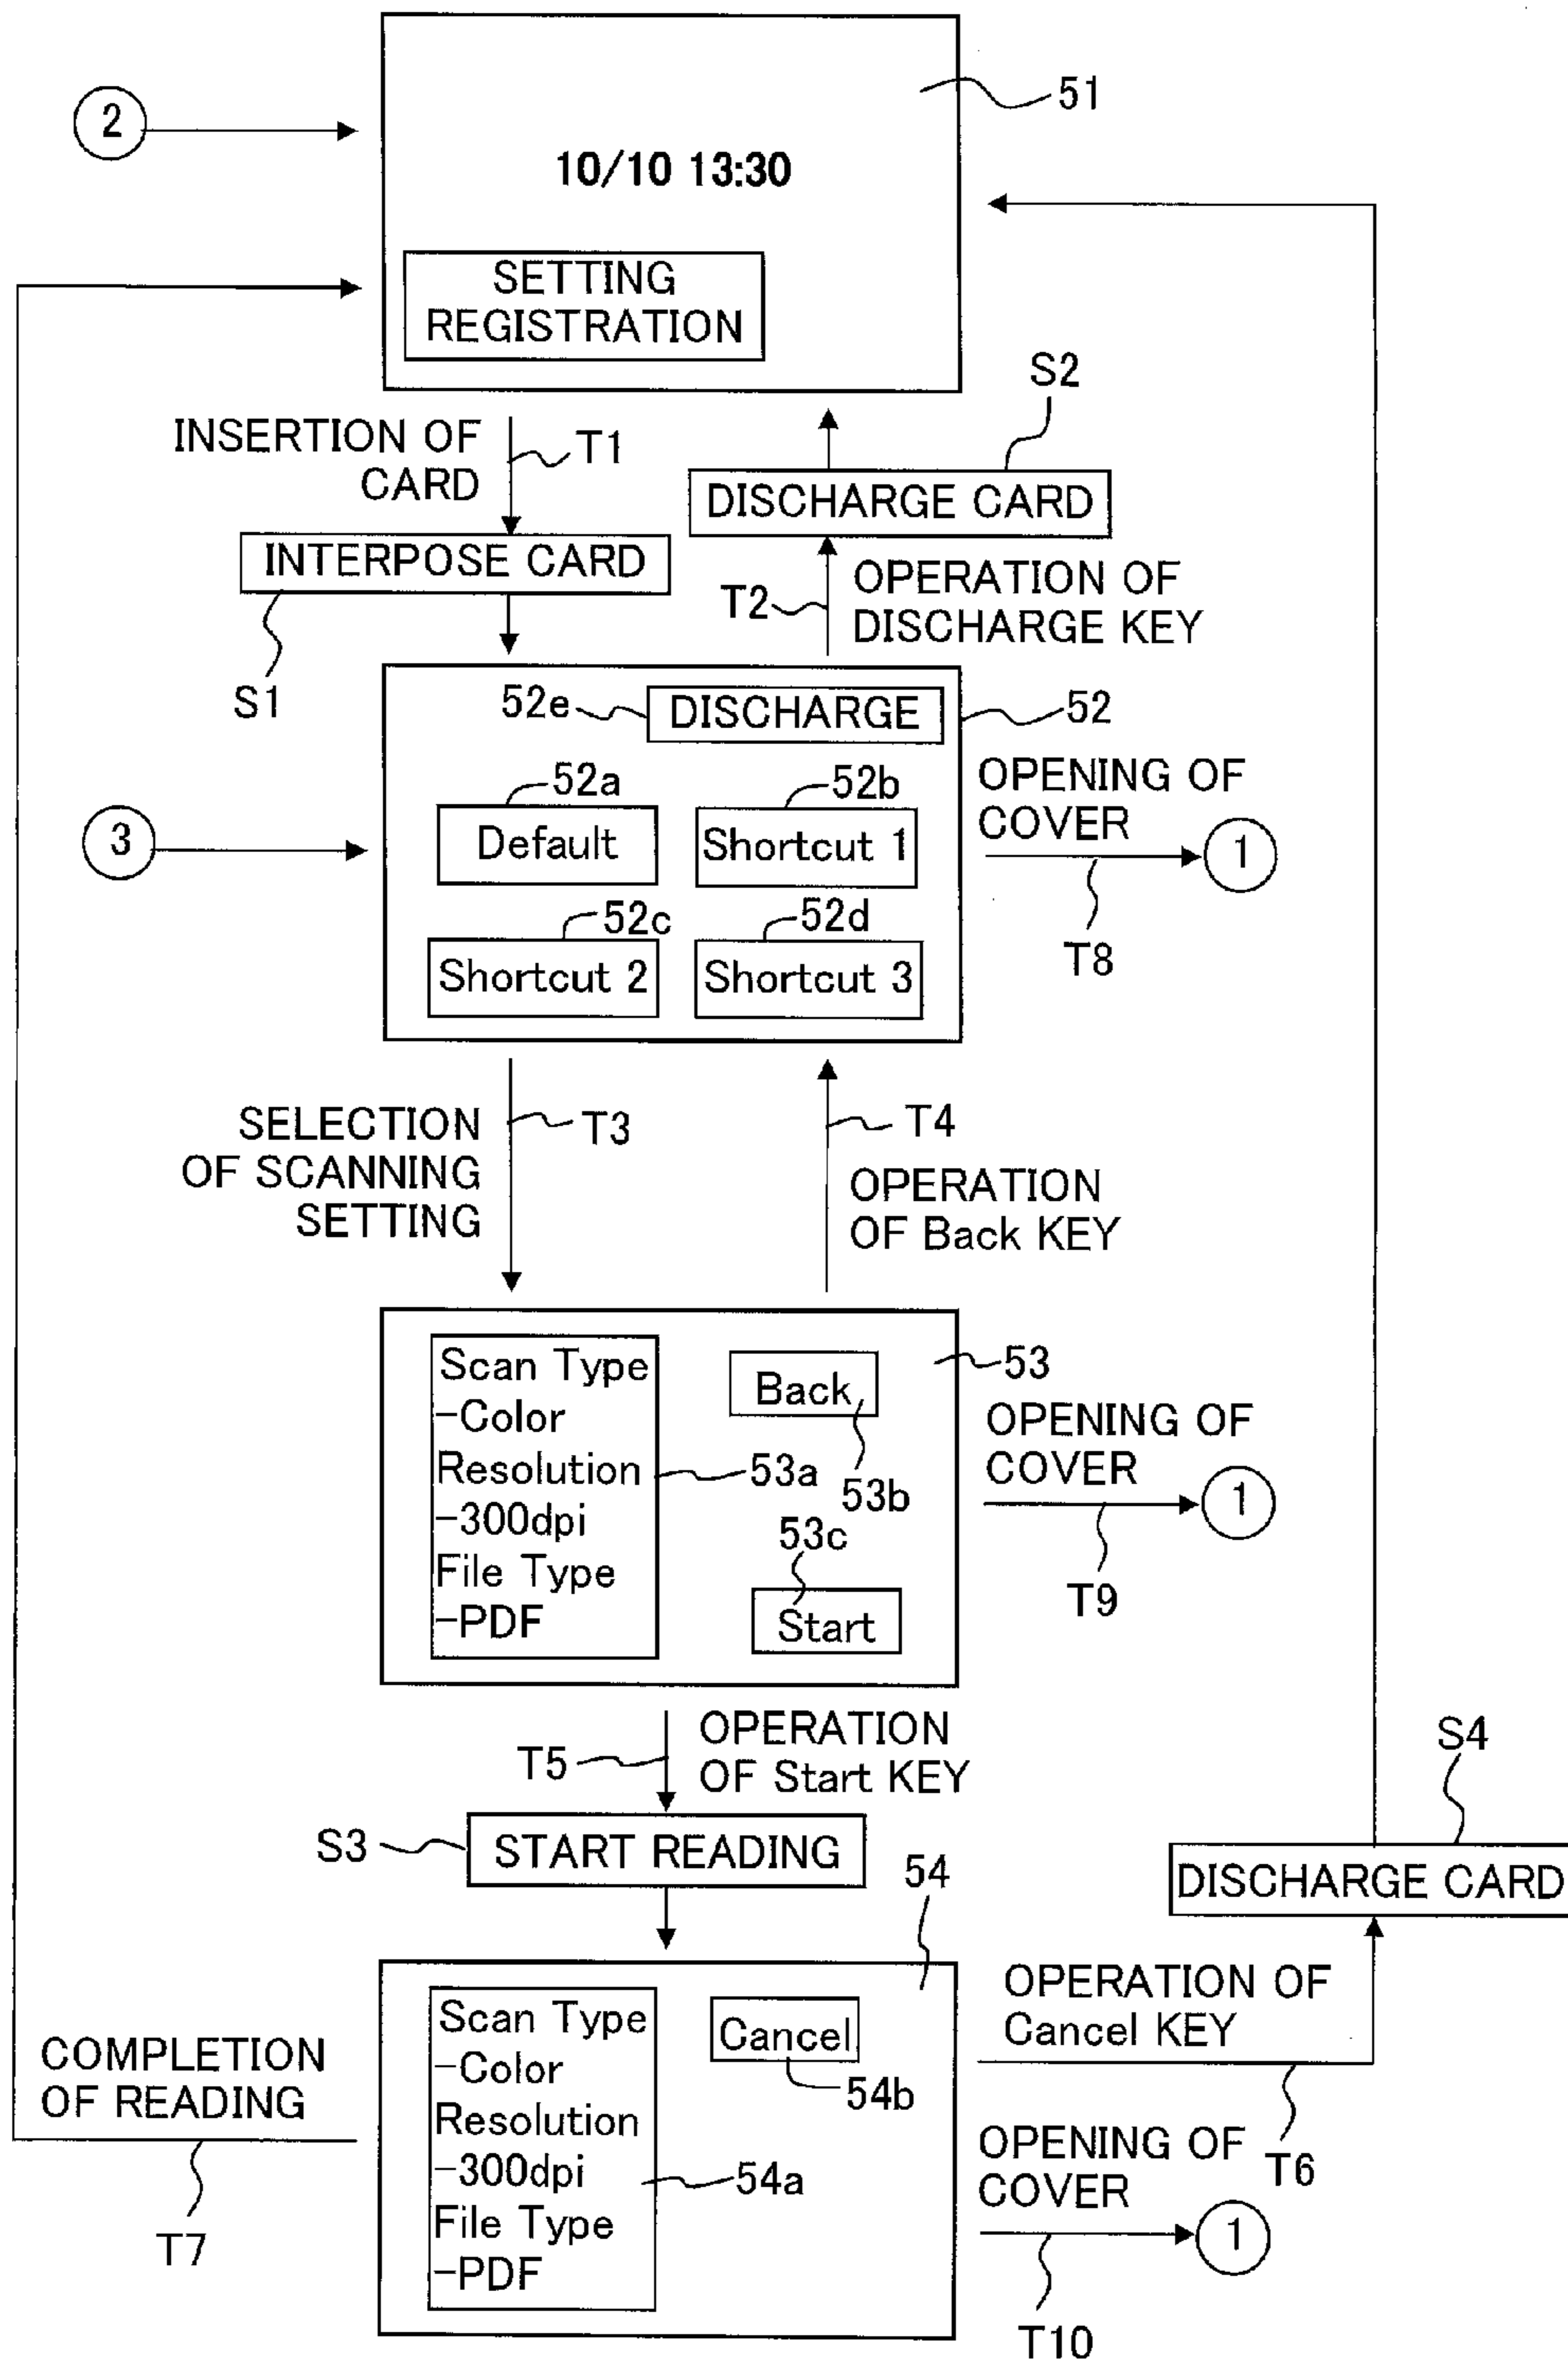 51
2
10/10 13:30
SETTING
REGISTRATION
S2
INSERTION OF
CARD
T1
DISCHARGE CARD
INTERPOSE CARD
T2
OPERATION OF
DISCHARGE KEY
S1
52e
DISCHARGE
52
52a
52b
OPENING OF
COVER
3
Default
Shortcut 1
1
52c
52d
T8
Shortcut 2
Shortcut 3
SELECTION
OF SCANNING
SETTING
T3
T4
OPERATION
OF Back KEY
Scan Type
-Color
Resolution
-300dpi
File Type
-PDF
Back
53
53a
53b
53c
Start
OPENING OF
COVER
1
T9
T5
OPERATION
OF Start KEY
S4
S3
START READING
54
DISCHARGE CARD
Scan Type
-Color
Resolution
-300dpi
File Type
-PDF
Cancel
54b
54a
OPERATION OF
Cancel KEY
COMPLETION
OF READING
T6
OPENING OF
COVER
T7
1
T10